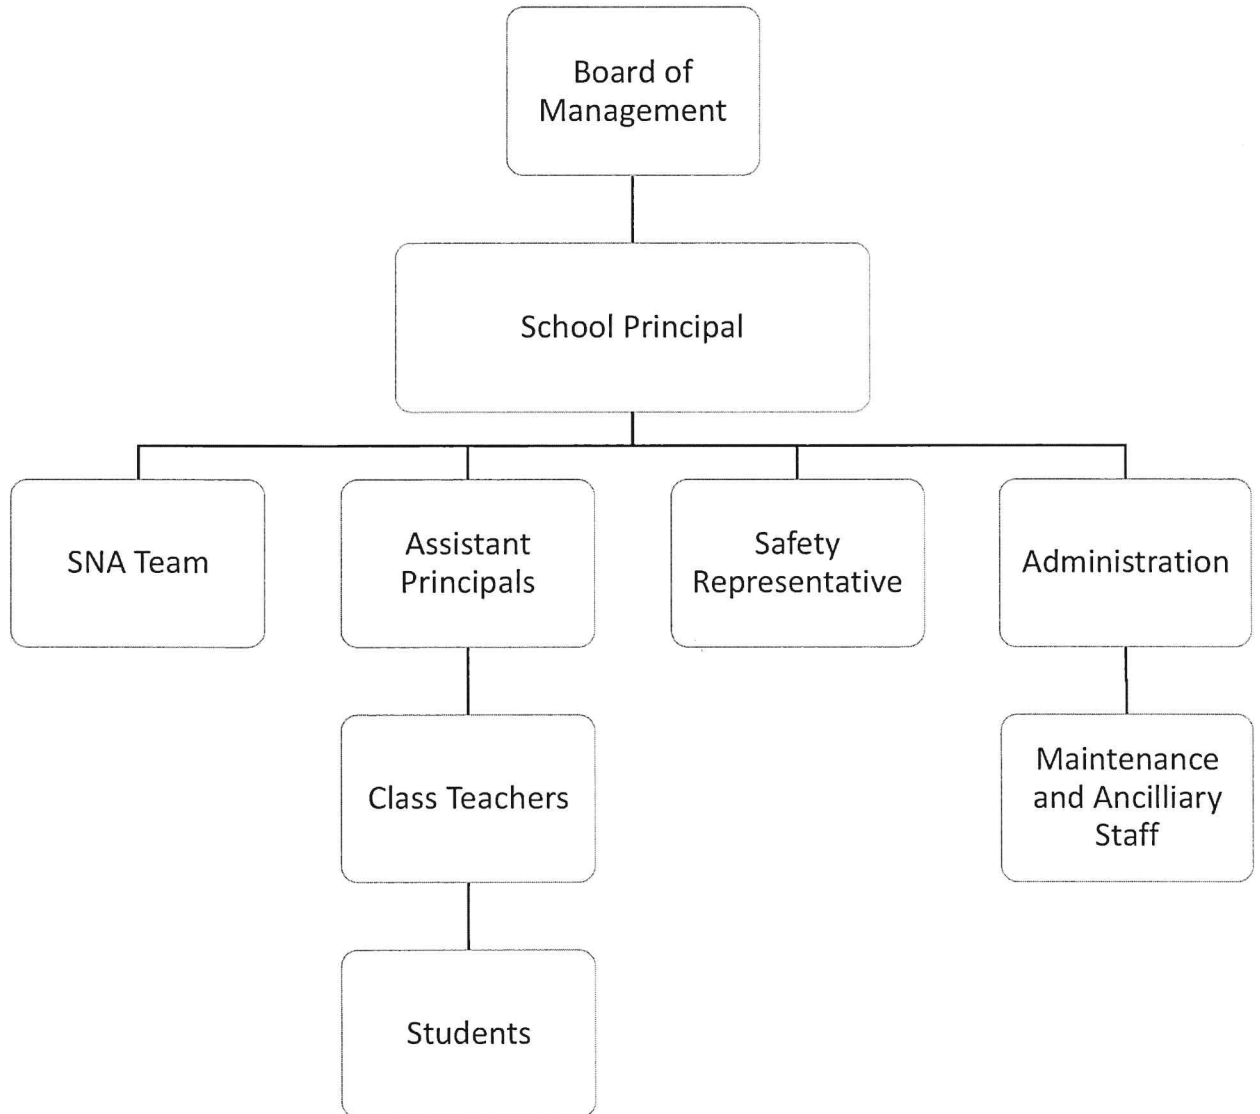 Board of
Management
School Principal
SNA Team
Assistant
Principals
Safety
Representative
Administration
Class Teachers
Maintenance
and Ancilliary
Staff
Students